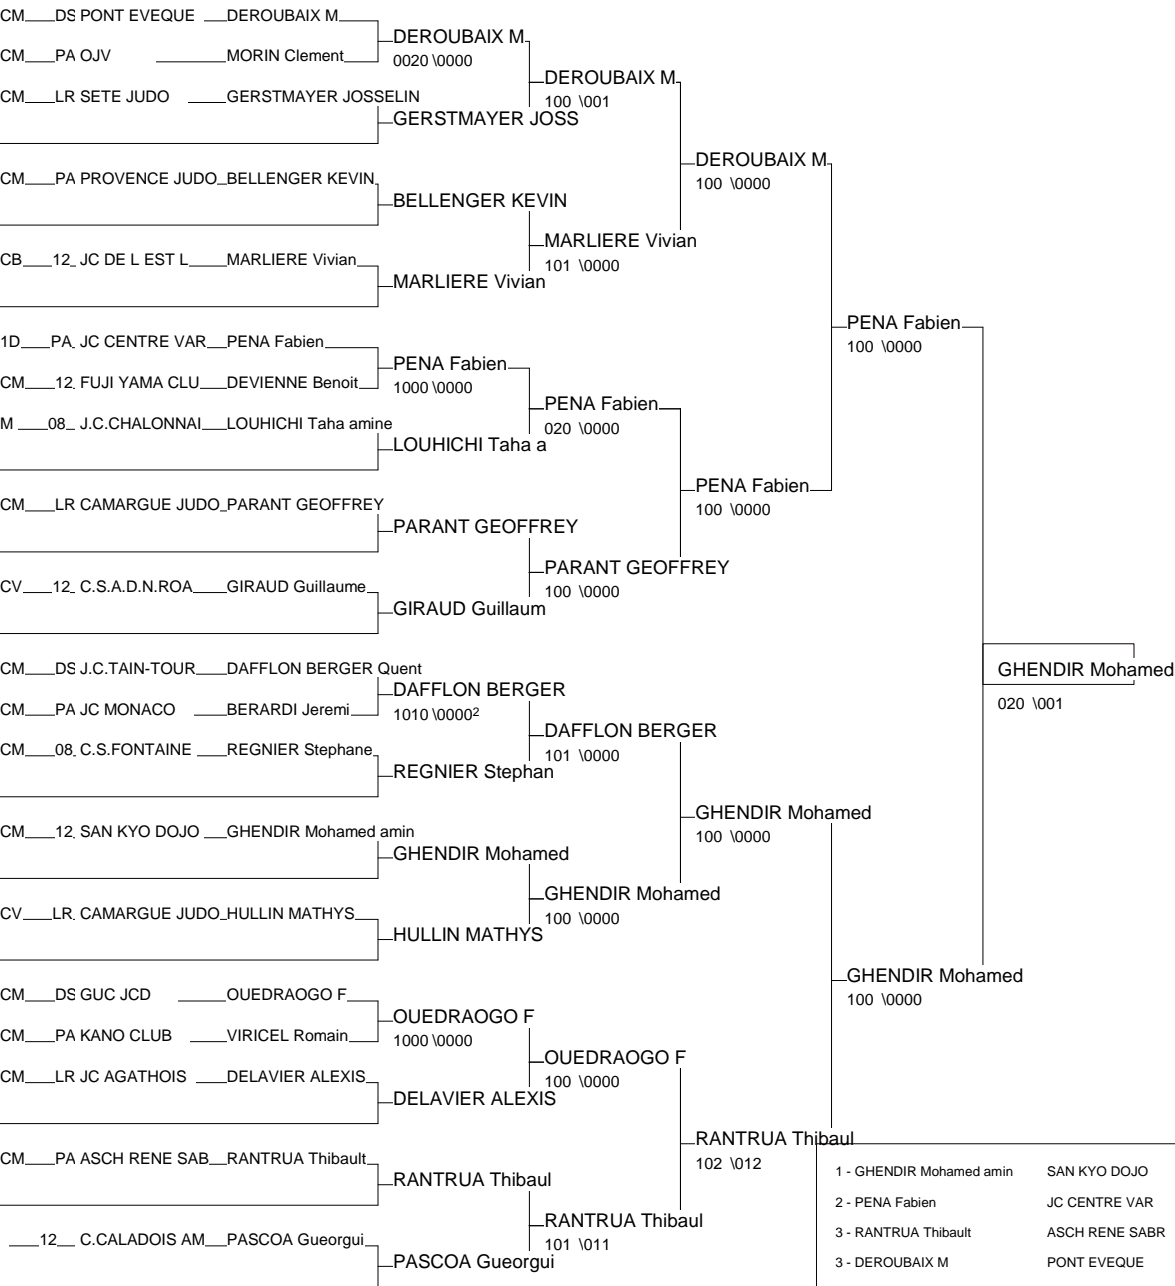 CM DS PONT EVEQUE DEROUBAIX M
DEROUBAIX M
CM PA OJV MORIN Clement
0020 \0000
DEROUBAIX M
CM LR SETE JUDO GERSTMAYER JOSSELIN
100 \001
GERSTMAYER JOSS
DEROUBAIX M
CM PA PROVENCE JUDO BELLENGER KEVIN
100 \0000
BELLENGER KEVIN
MARLIERE Vivian
CB 12 JC DE L EST L MARLIERE Vivian
101 \0000
MARLIERE Vivian
PENA Fabien
1D PA JC CENTRE VAR PENA Fabien
100 \0000
PENA Fabien
CM 12 FUJI YAMA CLU DEVIENNE Benoit
1000 \0000
PENA Fabien
M 08 J.C.CHALONNAI LOUHICHI Taha amine
020 \0000
LOUHICHI Taha a
PENA Fabien
CM LR CAMARGUE JUDO PARANT GEOFFREY
100 \0000
PARANT GEOFFREY
PARANT GEOFFREY
CV 12 C.S.A.D.N.ROA GIRAUD Guillaume
100 \0000
GIRAUD Guillaum
CM DS J.C.TAIN-TOUR DAFFLON BERGER Quent
GHENDIR Mohamed
DAFFLON BERGER
020 \001
CM PA JC MONACO BERARDI Jeremi
1010 \0000²
DAFFLON BERGER
CM 08 C.S.FONTAINE REGNIER Stephane
101 \0000
REGNIER Stephan
GHENDIR Mohamed
CM 12 SAN KYO DOJO GHENDIR Mohamed amin
100 \0000
GHENDIR Mohamed
GHENDIR Mohamed
CV LR CAMARGUE JUDO HULLIN MATHYS
100 \0000
HULLIN MATHYS
GHENDIR Mohamed
CM DS GUC JCD OUEDRAOGO F
100 \0000
OUEDRAOGO F
CM PA KANO CLUB VIRICEL Romain
1000 \0000
OUEDRAOGO F
CM LR JC AGATHOIS DELAVIER ALEXIS
100 \0000
DELAVIER ALEXIS
RANTRUA Thibaul
CM PA ASCH RENE SAB RANTRUA Thibault
102 \012
RANTRUA Thibaul
RANTRUA Thibaul
12 C.CALADOIS AM PASCOA Gueorgui
101 \011
PASCOA Gueorgui
1 - GHENDIR Mohamed amin SAN KYO DOJO
2 - PENA Fabien JC CENTRE VAR
3 - RANTRUA Thibault ASCH RENE SABR
3 - DEROUBAIX M PONT EVEQUE